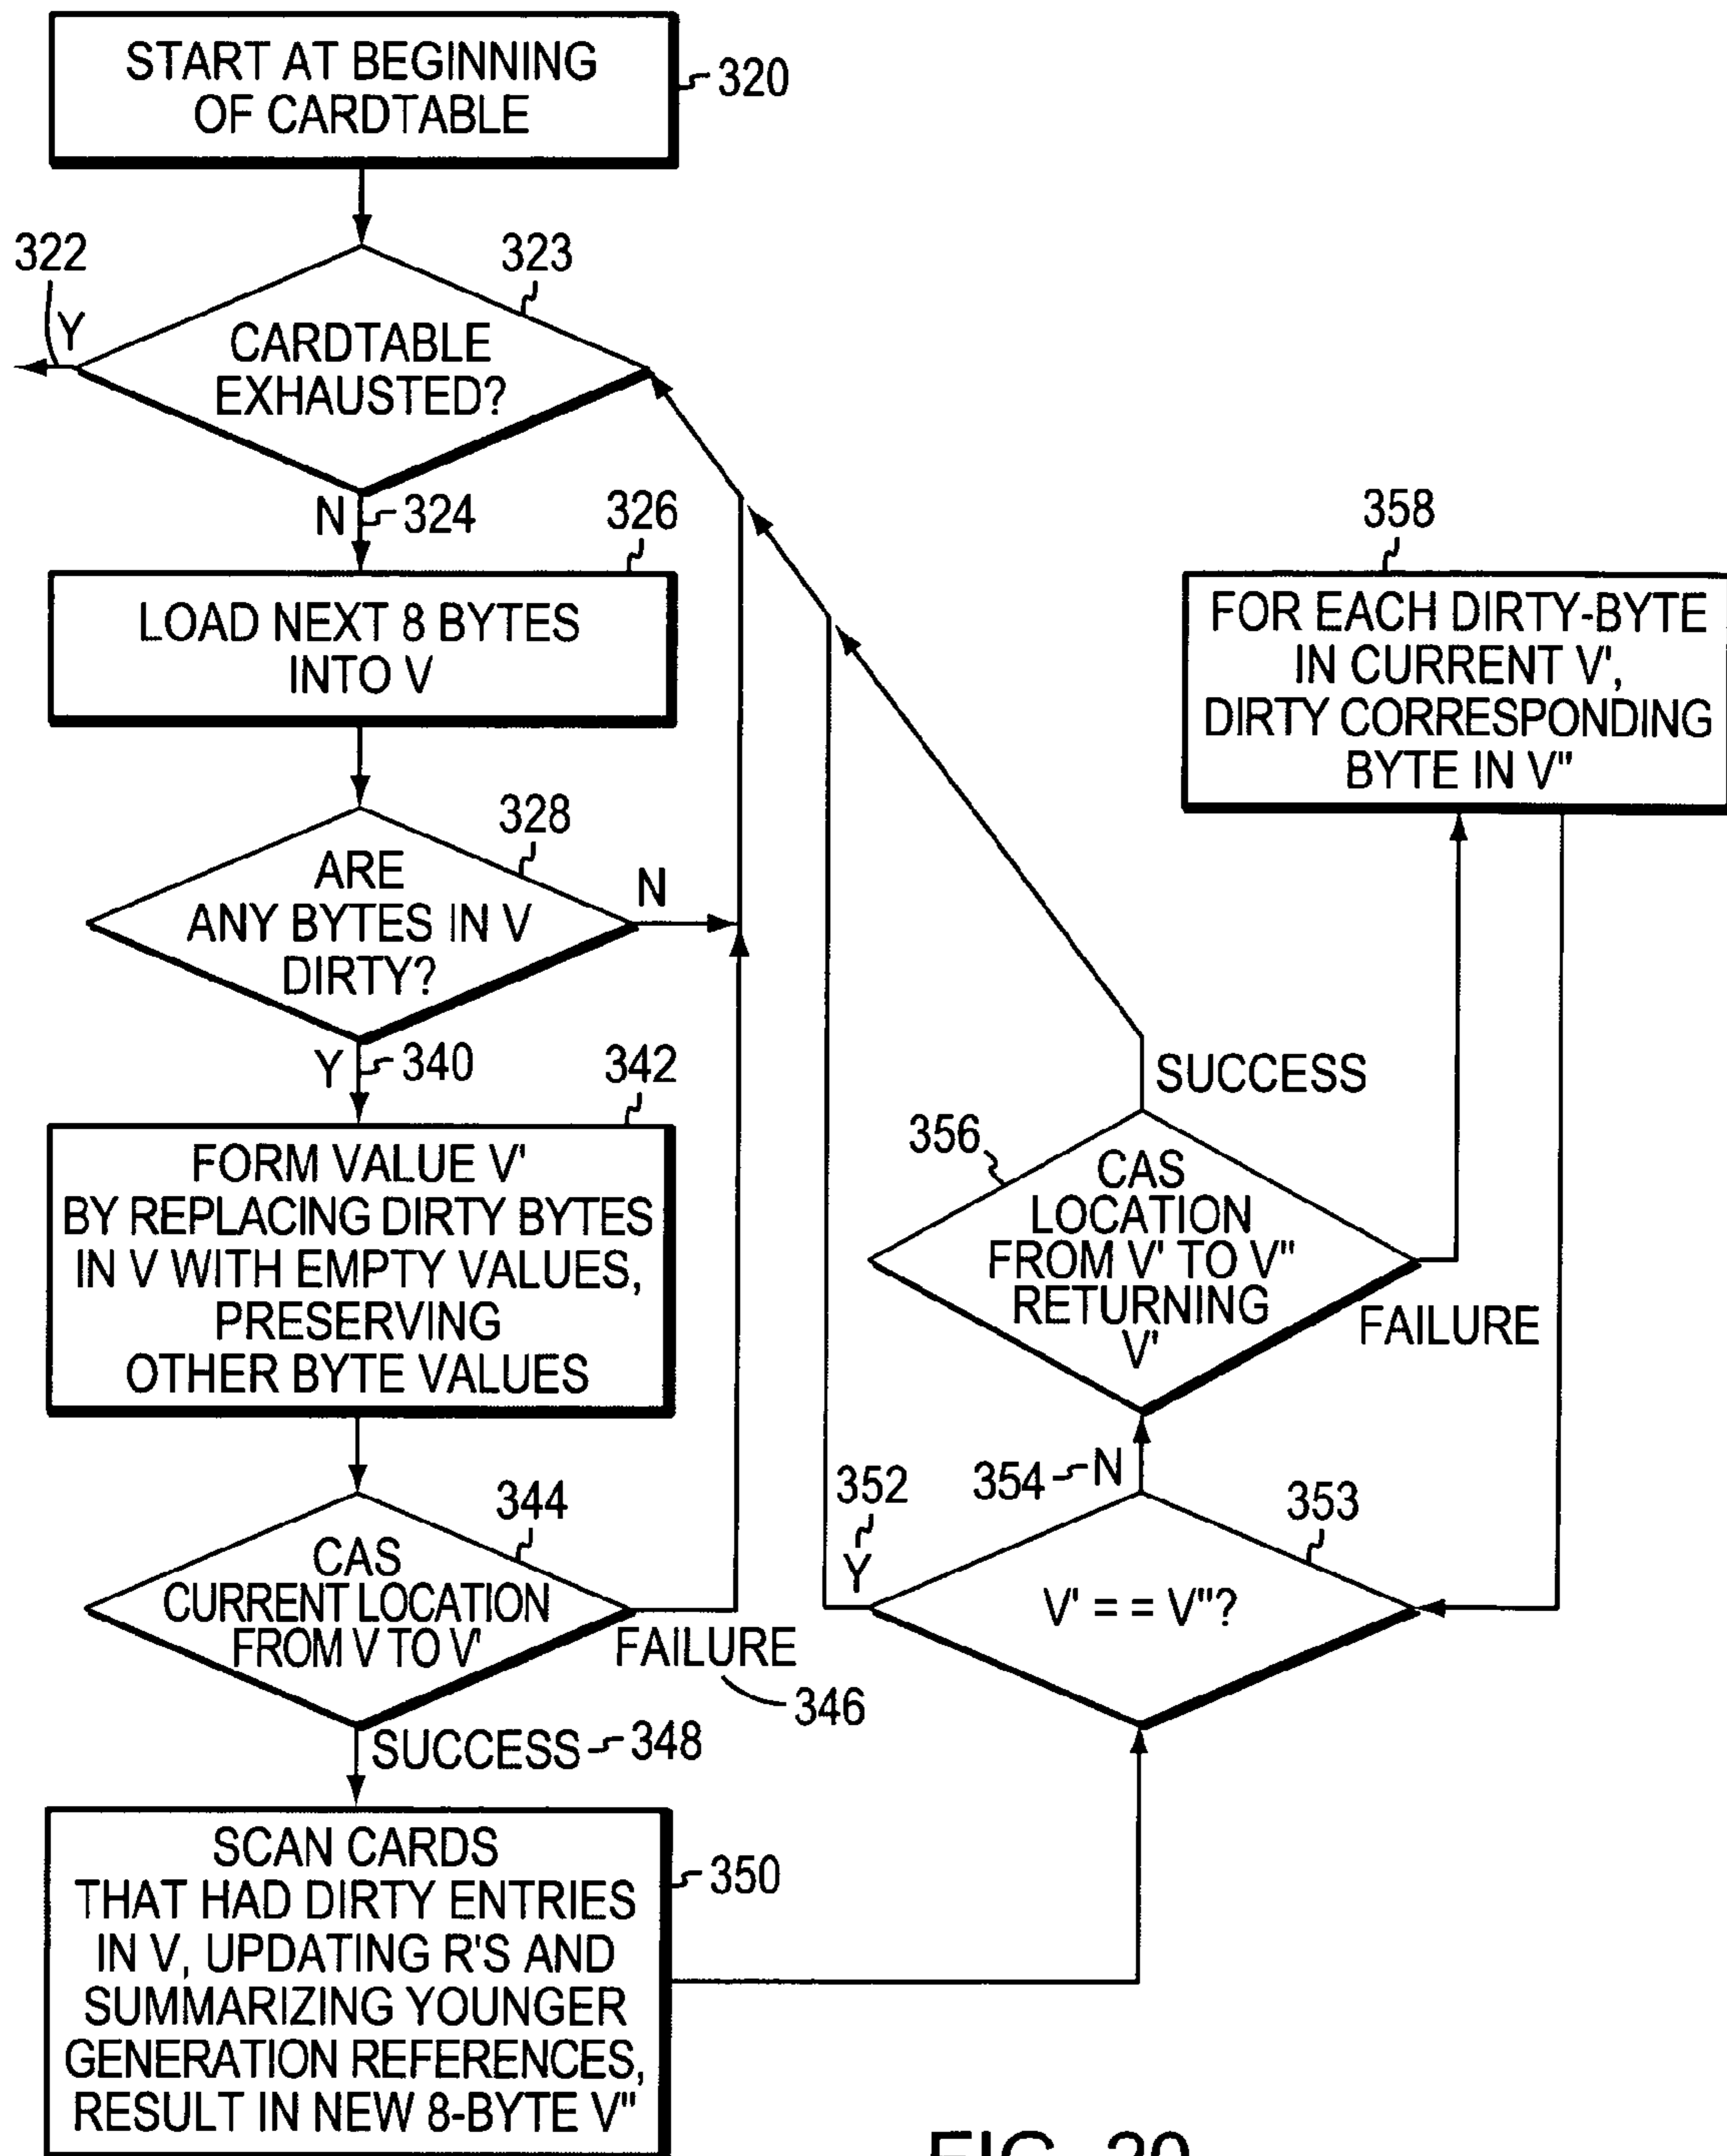 START AT BEGINNING
OF CARDTABLE
320
322
Y
323
CARDTABLE
EXHAUSTED?
N
324
326
LOAD NEXT 8 BYTES
INTO V
328
ARE
ANY BYTES IN V
DIRTY?
N
Y
340
342
FORM VALUE V'
BY REPLACING DIRTY BYTES
IN V WITH EMPTY VALUES,
PRESERVING
OTHER BYTE VALUES
344
CAS
CURRENT LOCATION
FROM V TO V'
FAILURE
346
SUCCESS
348
SCAN CARDS
THAT HAD DIRTY ENTRIES
IN V, UPDATING R'S AND
SUMMARIZING YOUNGER
GENERATION REFERENCES,
RESULT IN NEW 8-BYTE V"
350
352
Y
353
V' = = V"?
354
N
356
CAS
LOCATION
FROM V' TO V"
RETURNING
V'
SUCCESS
FAILURE
358
FOR EACH DIRTY-BYTE
IN CURRENT V',
DIRTY CORRESPONDING
BYTE IN V"
FIG. 20